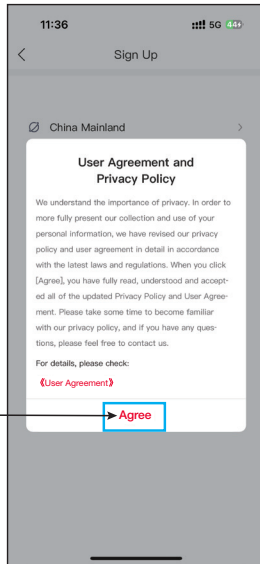 11:36
5G 44
Sign Up
China Mainland
User Agreement and
Privacy Policy
We understand the importance of privacy. In order to
more fully present our collection and use of your
personal information, we have revised our privacy
policy and user agreement in detail in accordance
with the latest laws and regulations. When you click
[Agree], you have fully read, understood and accept-
ed all of the updated Privacy Policy and User Agree-
ment. Please take some time to become familiar
with our privacy policy, and if you have any ques-
tions, please feel free to contact us.
For details, please check:
《User Agreement》
Agree